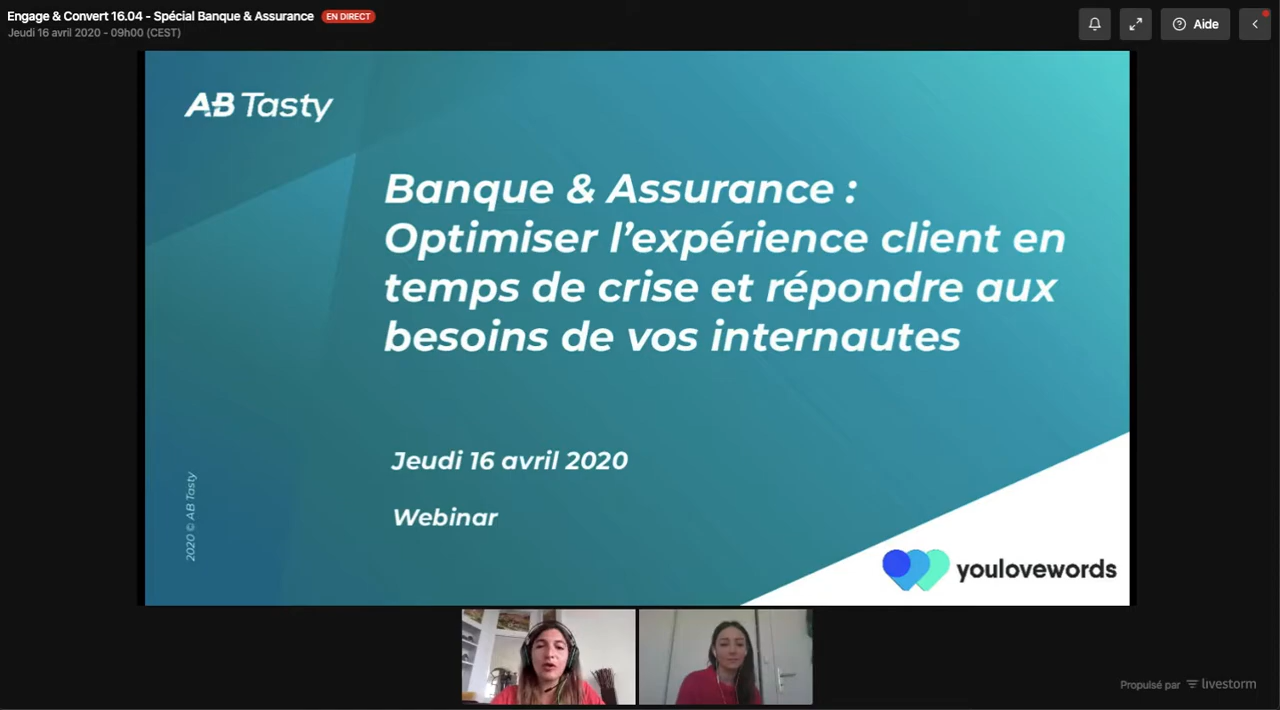 Engage & Convert 16.04 - Spécial Banque & Assurance EN DIRECT
Jeudi 16 avril 2020 - 09h00 (CEST)
Aide
AB Tasty
Banque & Assurance :
Optimiser l'expérience client en
temps de crise et répondre aux
besoins de vos internautes
Jeudi 16 avril 2020
Webinar
2020 © AB Tasty
youlovewords
Propulsé par livestorm